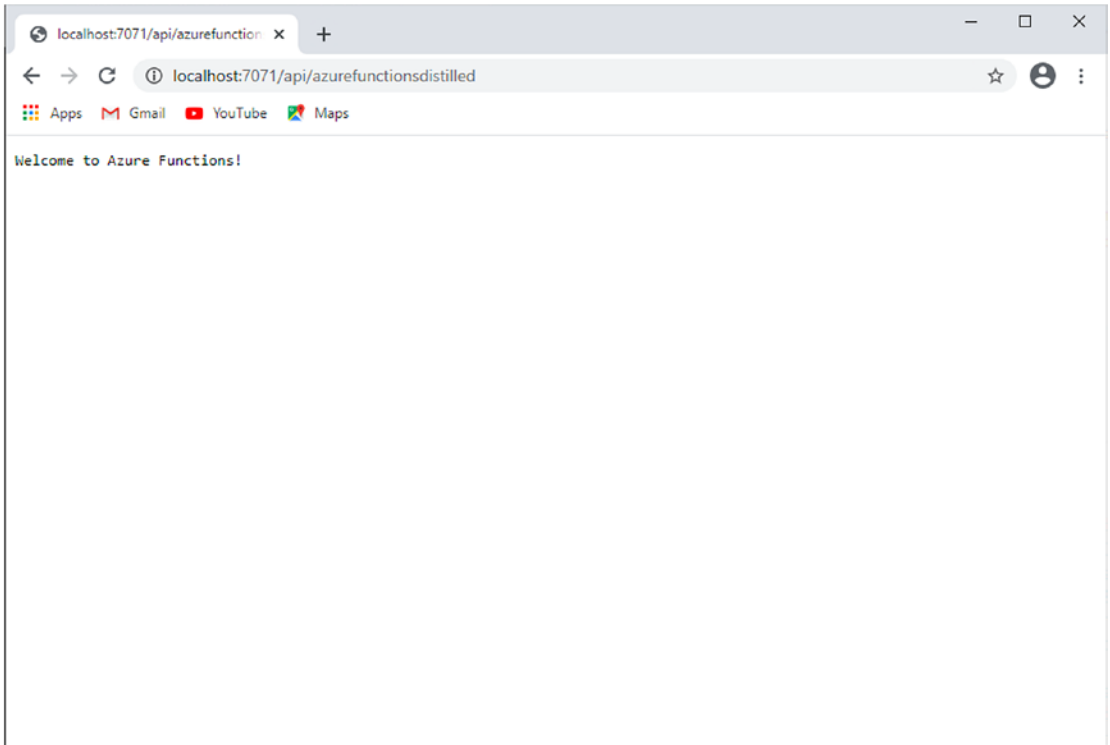 localhost:7071/api/azurefunction
localhost:7071/api/azurefunctionsdistilled
Apps Gmail YouTube Maps
Welcome to Azure Functions!